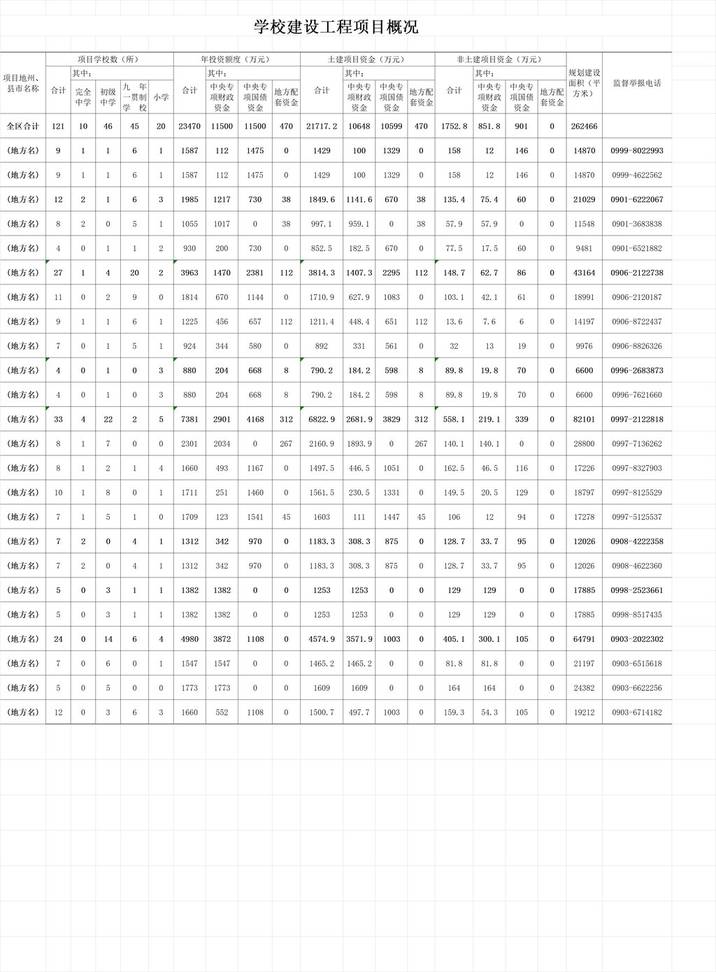 学校建设工程项目概况
项目地州、县市名称 项目学校数（所） 年投资额度（万元） 土建项目资金（万元） 非土建项目资金（万元） 规划建设面积（平方米） 监督举报电话
合计 其中: 合计 其中: 合计 其中: 合计 其中:
完全中学 初级中学 九年一贯制学校 小学 中央专项财政资金 中央专项国债资金 地方配套资金 中央专项财政资金 中央专项国债资金 地方配套资金 中央专项财政资金 中央专项国债资金 地方配套资金
全区合计 121 10 46 45 20 23470 11500 11500 470 21717.2 10648 10599 470 1752.8 851.8 901 0 262466
(地方名) 9 1 1 6 1 1587 112 1475 0 1429 100 1329 0 158 12 146 0 14870 0999-8022993
(地方名) 9 1 1 6 1 1587 112 1475 0 1429 100 1329 0 158 12 146 0 14870 0999-4622562
(地方名) 12 2 1 6 3 1985 1217 730 38 1849.6 1141.6 670 38 135.4 75.4 60 0 21029 0901-6222067
(地方名) 8 2 0 5 1 1055 1017 0 38 997.1 959.1 0 38 57.9 57.9 0 0 11548 0901-3683838
(地方名) 4 0 1 1 2 930 200 730 0 852.5 182.5 670 0 77.5 17.5 60 0 9481 0901-6521882
(地方名) 27 1 4 20 2 3963 1470 2381 112 3814.3 1407.3 2295 112 148.7 62.7 86 0 43164 0906-2122738
(地方名) 11 0 2 9 0 1814 670 1144 0 1710.9 627.9 1083 0 103.1 42.1 61 0 18991 0906-2120187
(地方名) 9 1 1 6 1 1225 456 657 112 1211.4 448.4 651 112 13.6 7.6 6 0 14197 0906-8722437
(地方名) 7 0 1 5 1 924 344 580 0 892 331 561 0 32 13 19 0 9976 0906-8826326
(地方名) 4 0 1 0 3 880 204 668 8 790.2 184.2 598 8 89.8 19.8 70 0 6600 0996-2683873
(地方名) 4 0 1 0 3 880 204 668 8 790.2 184.2 598 8 89.8 19.8 70 0 6600 0996-7621660
(地方名) 33 4 22 2 5 7381 2901 4168 312 6822.9 2681.9 3829 312 558.1 219.1 339 0 82101 0997-2122818
(地方名) 8 1 7 0 0 2301 2034 0 267 2160.9 1893.9 0 267 140.1 140.1 0 0 28800 0997-7136262
(地方名) 8 1 2 1 4 1660 493 1167 0 1497.5 446.5 1051 0 162.5 46.5 116 0 17226 0997-8327903
(地方名) 10 1 8 0 1 1711 251 1460 0 1561.5 230.5 1331 0 149.5 20.5 129 0 18797 0997-8125529
(地方名) 7 1 5 1 0 1709 123 1541 45 1603 111 1447 45 106 12 94 0 17278 0997-5125537
(地方名) 7 2 0 4 1 1312 342 970 0 1183.3 308.3 875 0 128.7 33.7 95 0 12026 0908-4222358
(地方名) 7 2 0 4 1 1312 342 970 0 1183.3 308.3 875 0 128.7 33.7 95 0 12026 0908-4622360
(地方名) 5 0 3 1 1 1382 1382 0 0 1253 1253 0 0 129 129 0 0 17885 0998-2523661
(地方名) 5 0 3 1 1 1382 1382 0 0 1253 1253 0 0 129 129 0 0 17885 0998-8517435
(地方名) 24 0 14 6 4 4980 3872 1108 0 4574.9 3571.9 1003 0 405.1 300.1 105 0 64791 0903-2022302
(地方名) 7 0 6 0 1 1547 1547 0 0 1465.2 1465.2 0 0 81.8 81.8 0 0 21197 0903-6515618
(地方名) 5 0 5 0 0 1773 1773 0 0 1609 1609 0 0 164 164 0 0 24382 0903-6622256
(地方名) 12 0 3 6 3 1660 552 1108 0 1500.7 497.7 1003 0 159.3 54.3 105 0 19212 0903-6714182